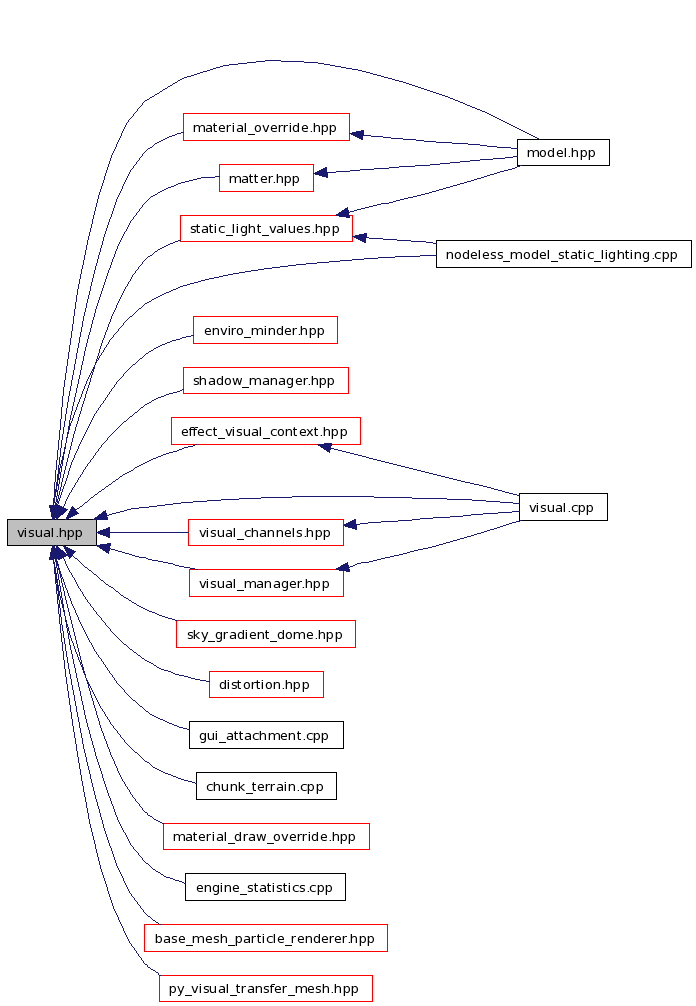 material_override.hpp
model.hpp
matter.hpp
static_light_values.hpp
nodeless_model_static_lighting.cpp
enviro_minder.hpp
shadow_manager.hpp
effect_visual_context.hpp
visual.cpp
visual.hpp
visual_channels.hpp
visual_manager.hpp
sky_gradient_dome.hpp
distortion.hpp
gui_attachment.cpp
chunk_terrain.cpp
material_draw_override.hpp
engine_statistics.cpp
base_mesh_particle_renderer.hpp
py_visual_transfer_mesh.hpp